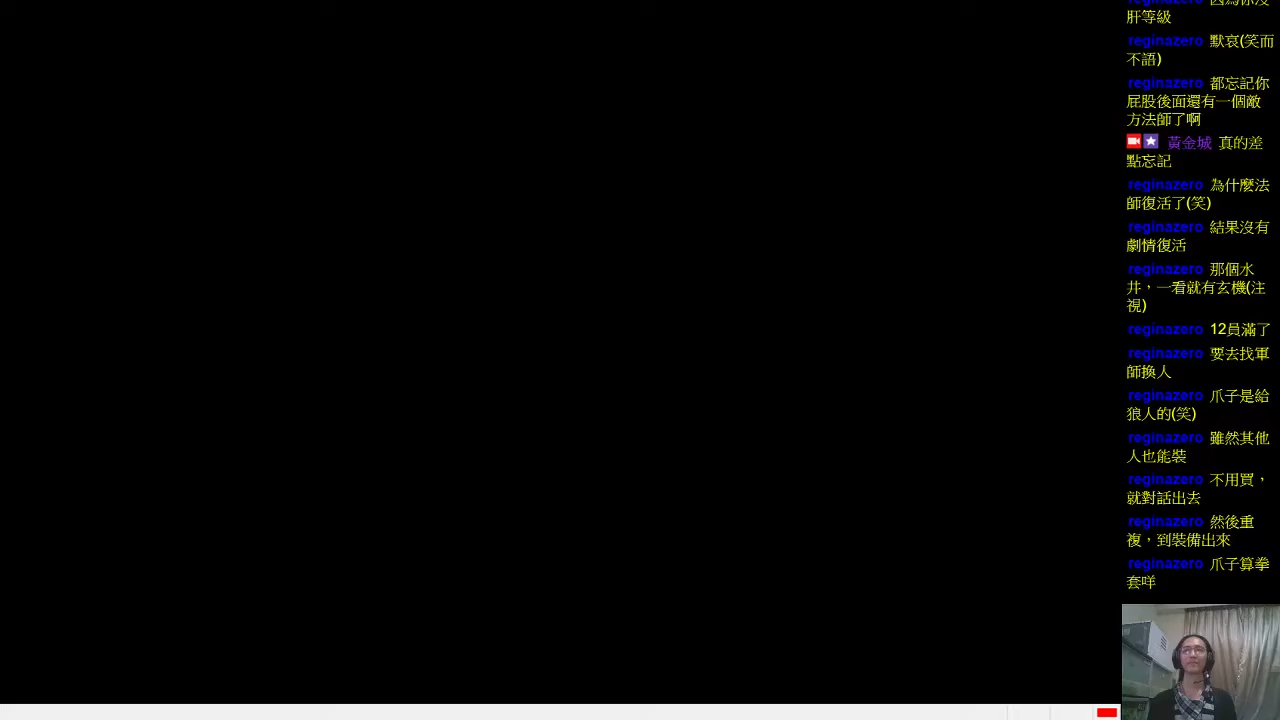 reginazero 因為你沒
肝等級
reginazero 默哀(笑而
不語)
reginazero 都忘記你
屁股後面還有一個敵
方法師了啊
黃金城 真的差
點忘記
reginazero 為什麼法
師復活了(笑)
reginazero 結果沒有
劇情復活
reginazero 那個水
井，一看就有玄機(注
視)
reginazero 12員滿了
reginazero 要去找軍
師換人
reginazero 爪子是給
狼人的(笑)
reginazero 雖然其他
人也能裝
reginazero 不用買，
就對話出去
reginazero 然後重
複，到裝備出來
reginazero 爪子算拳
套咩